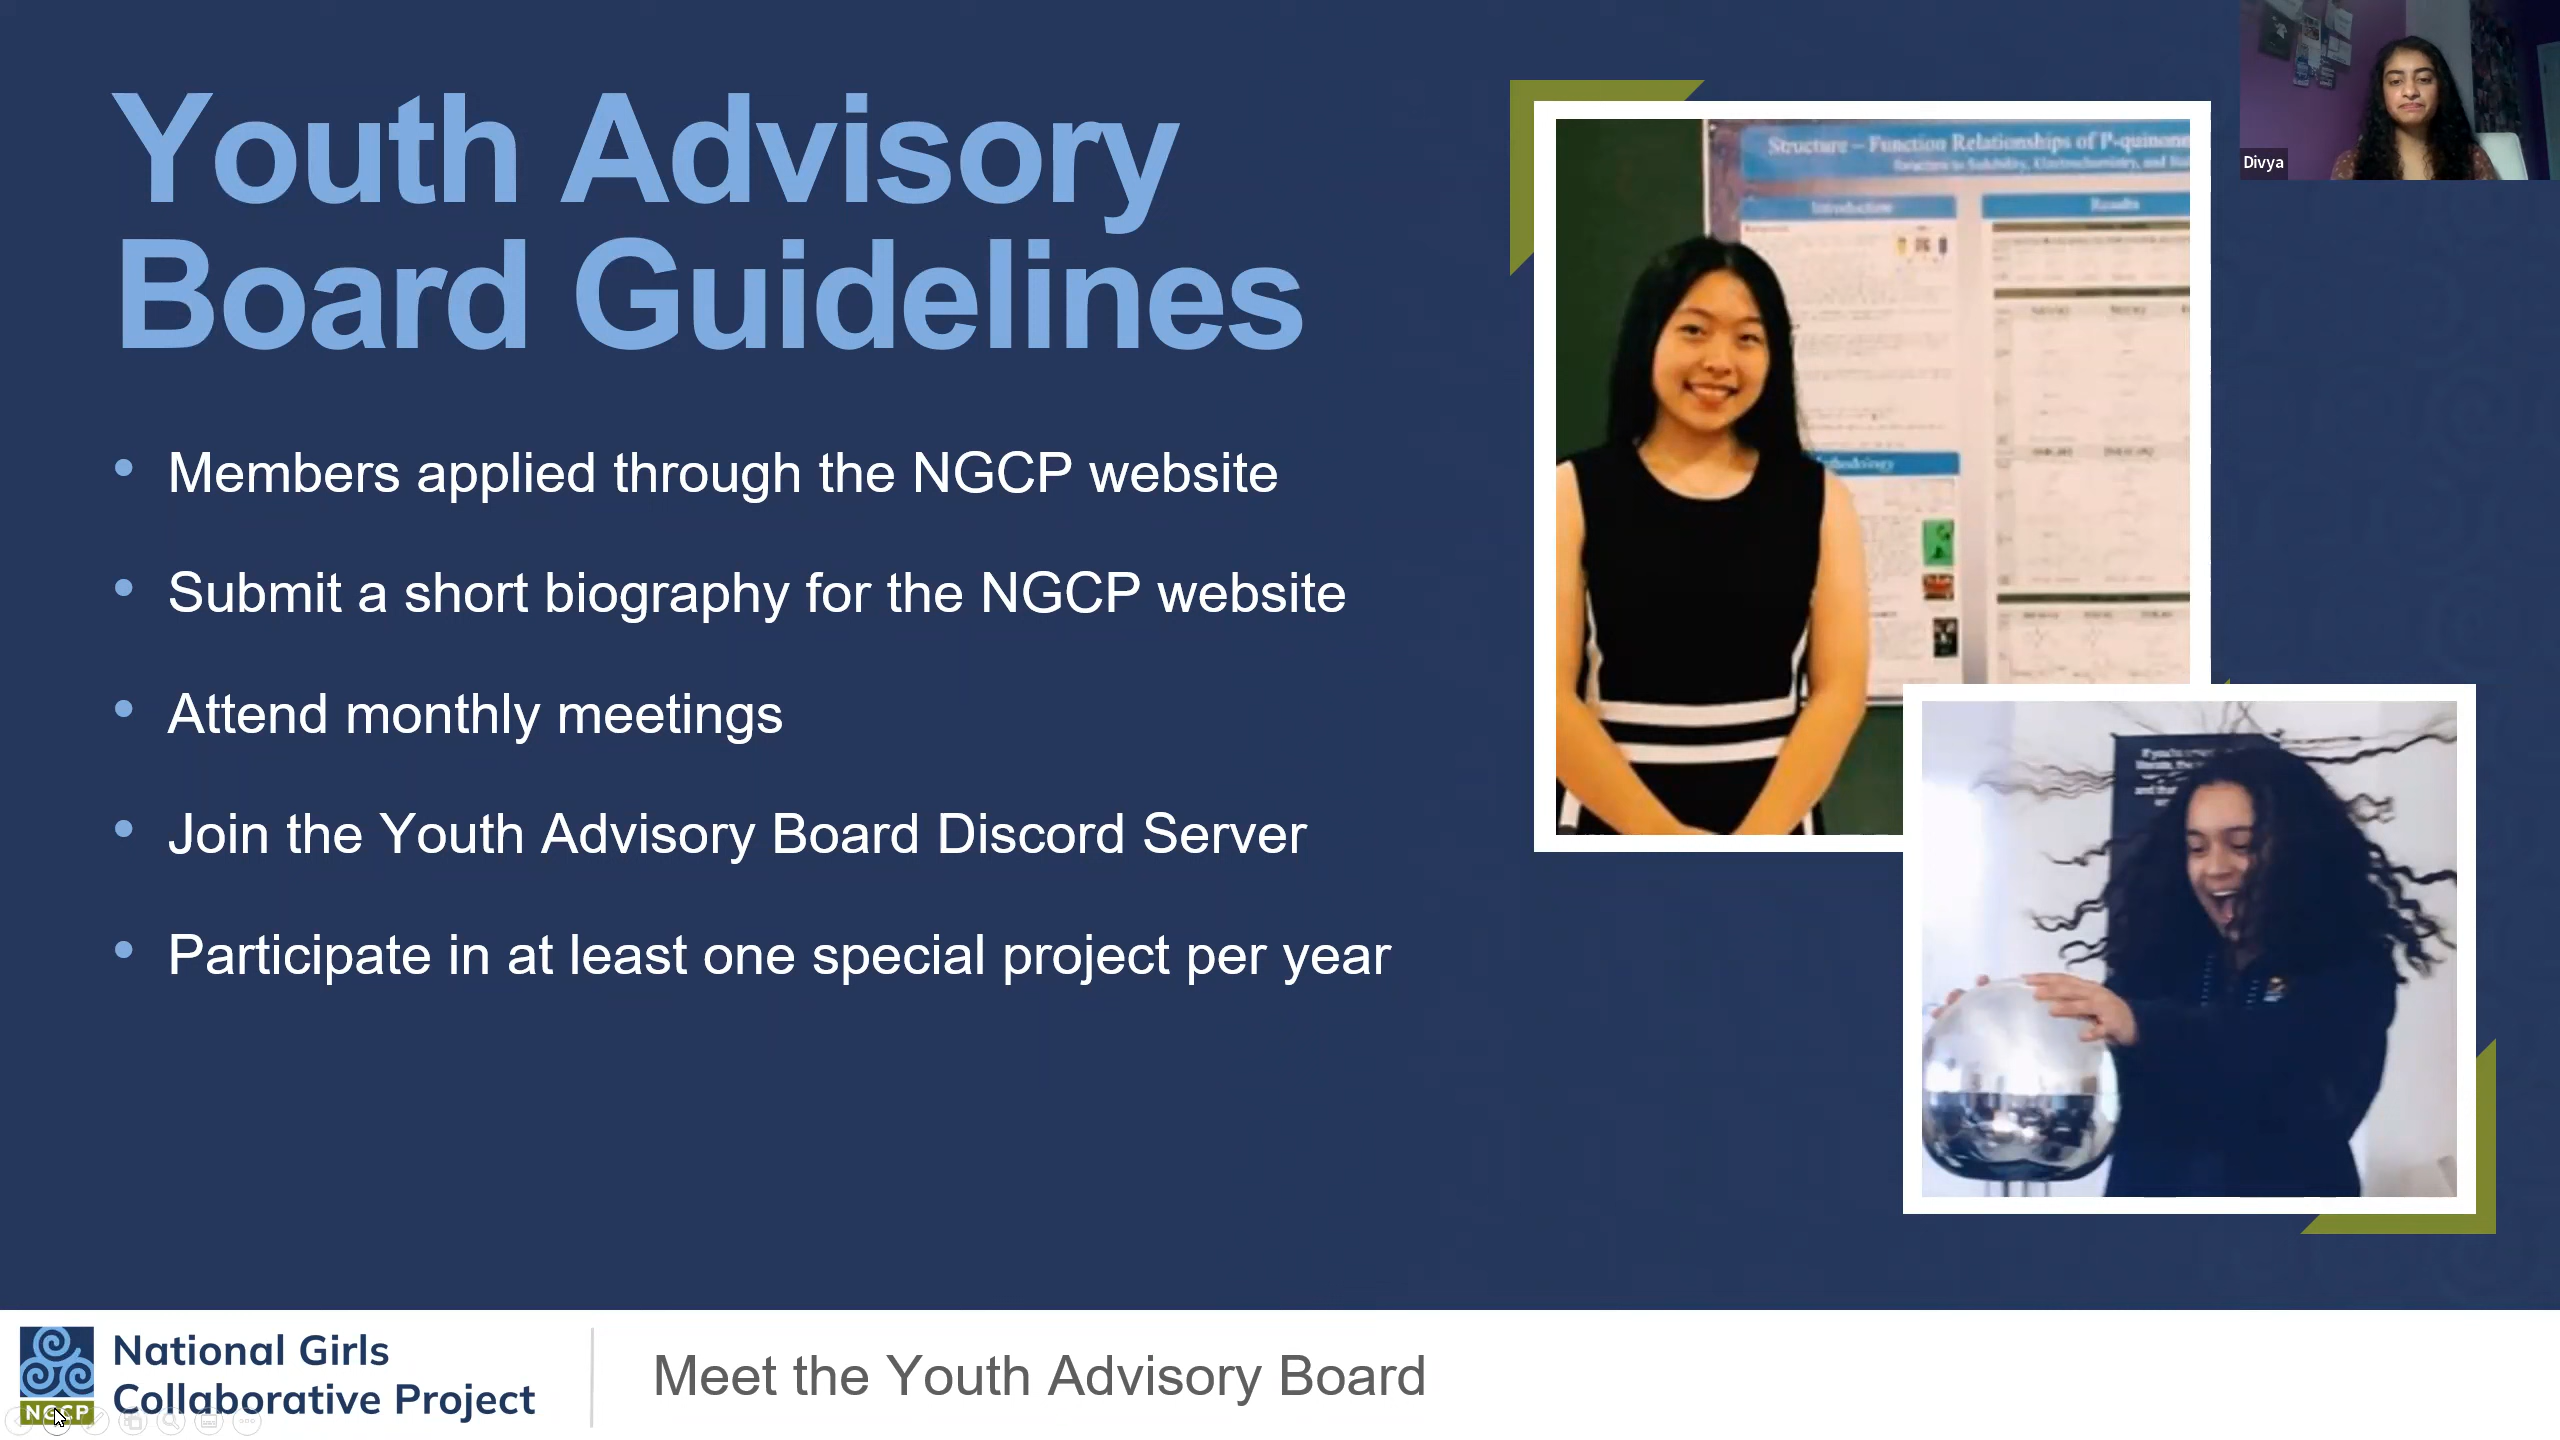 Youth Advisory
Board Guidelines
• Members applied through the NGCP website
• Submit a short biography for the NGCP website
• Attend monthly meetings
• Join the Youth Advisory Board Discord Server
• Participate in at least one special project per year
Structure – Function Relationships of
Introduction
Results
Divya
National Girls
Collaborative Project
NGCP
Meet the Youth Advisory Board